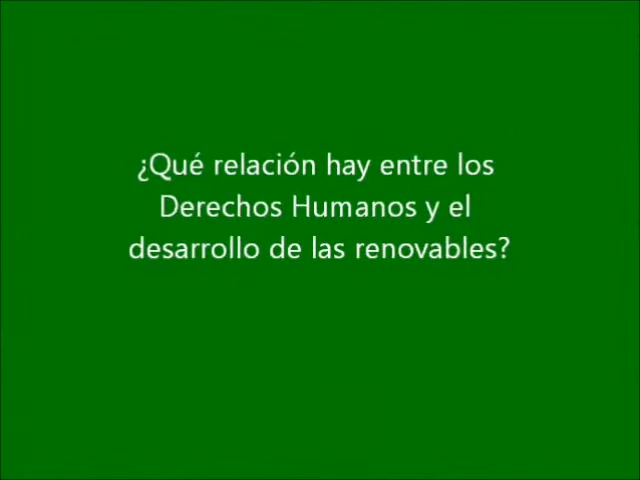 ¿Qué relación hay entre los
Derechos Humanos y el
desarrollo de las renovables?